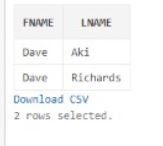 FNAME LNAME
Dave Aki
Dave Richards
Download CSV
2 rows selected.